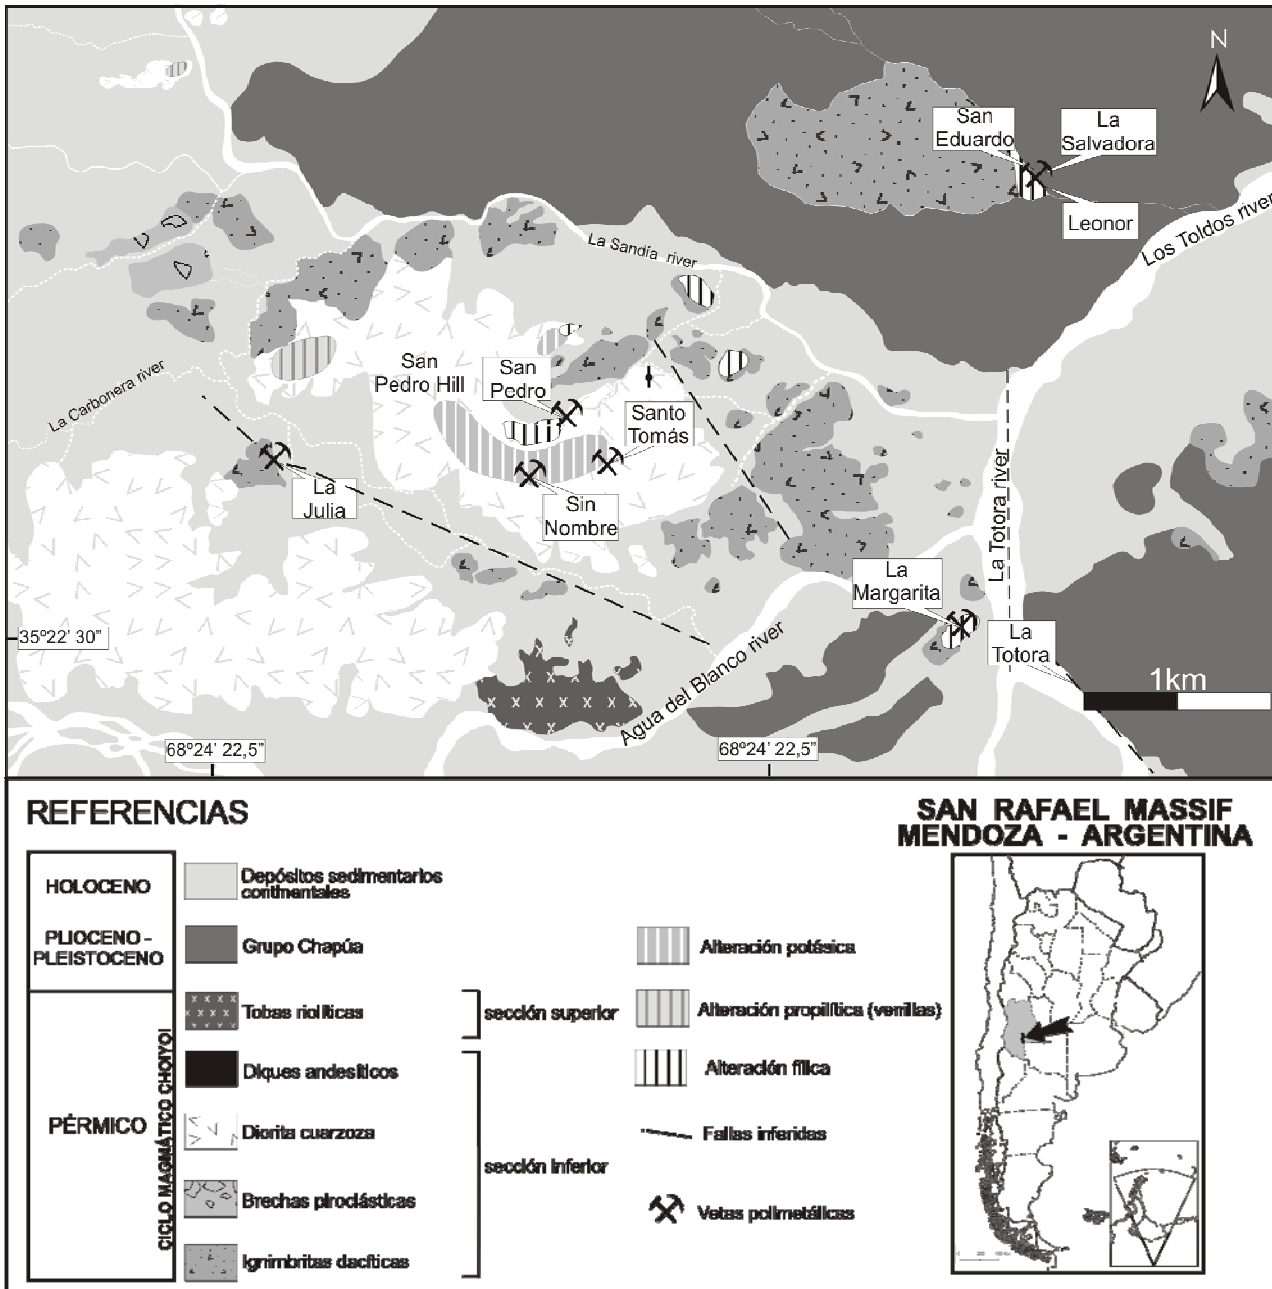 N
San
Eduardo
La
Salvadora
Leonor
Los Toldos river
La Sandía river
La Carbonera river
San
Pedro Hill
San
Pedro
Santo
Tomás
La
Julia
Sin
Nombre
La Totora river
La
Margarita
La
Totora
35º22' 30"
Agua del Blanco river
1km
68º24' 22,5"
68º24' 22,5"
REFERENCIAS
SAN RAFAEL MASSIF
MENDOZA - ARGENTINA
HOLOCENO
PLIOCENO -
PLEISTOCENO
PÉRMICO
CICLO MAGMÁTICO CHOIYOI
Depósitos sedimentarios
continentales
Grupo Chapúa
Tobas riolíticas
Diques andesíticos
Diorita cuarzoza
Brechas piroclásticas
Ignimbritas dacíticas
sección superior
sección inferior
Alteración potásica
Alteración propilítica (venillas)
Alteración fílica
Fallas inferidas
Vetas polimetálicas